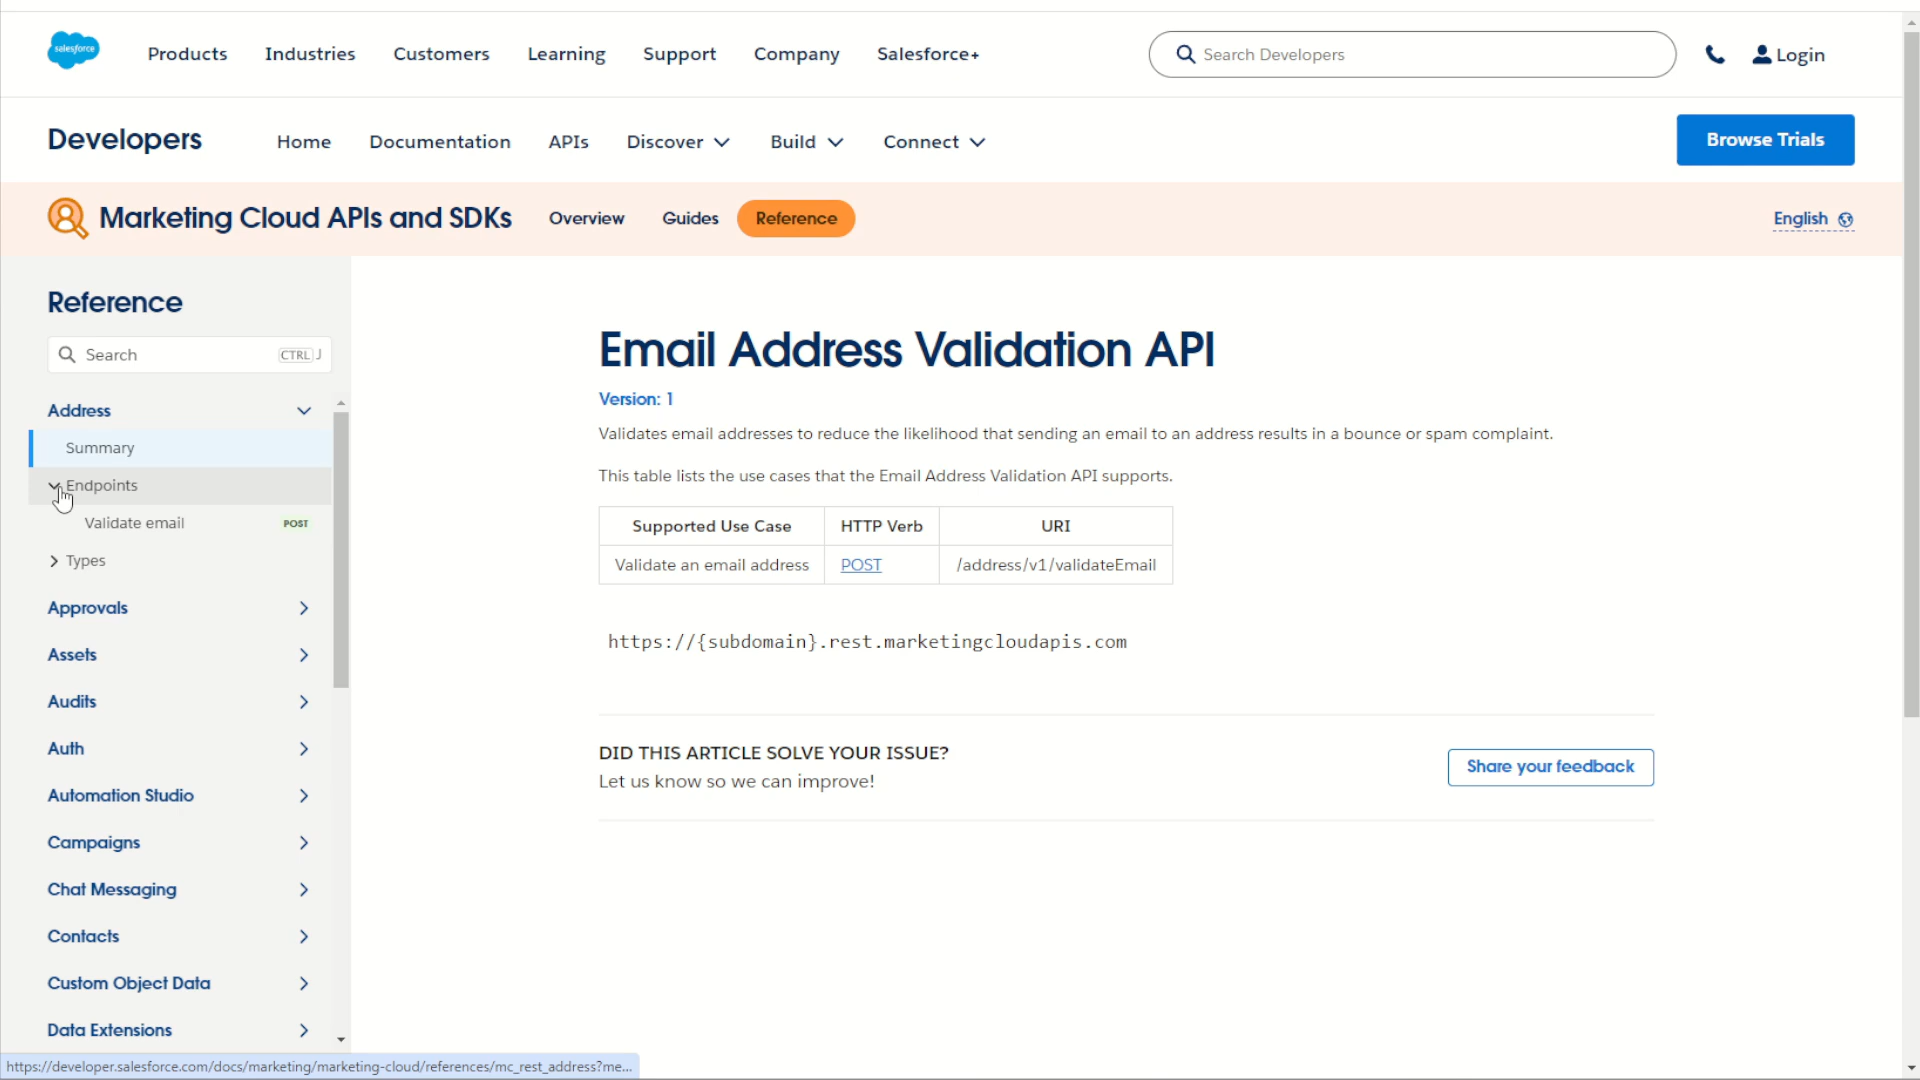 salesforce
Products Industries Customers Learning Support Company Salesforce+
Search Developers
Login
Developers
Home Documentation APIs Discover Build Connect
Browse Trials
Marketing Cloud APIs and SDKs
Overview Guides Reference
English
Reference
Search CTRL J
Address
Summary
Endpoints
Validate email POST
Types
Approvals
Assets
Audits
Auth
Automation Studio
Campaigns
Chat Messaging
Contacts
Custom Object Data
Data Extensions
Email Address Validation API
Version: 1
Validates email addresses to reduce the likelihood that sending an email to an address results in a bounce or spam complaint.
This table lists the use cases that the Email Address Validation API supports.
Supported Use Case HTTP Verb URI
Validate an email address POST /address/v1/validateEmail
https://{subdomain}.rest.marketingcloudapis.com
DID THIS ARTICLE SOLVE YOUR ISSUE?
Let us know so we can improve!
Share your feedback
https://developer.salesforce.com/docs/marketing/marketing-cloud/references/mc_rest_address?me...